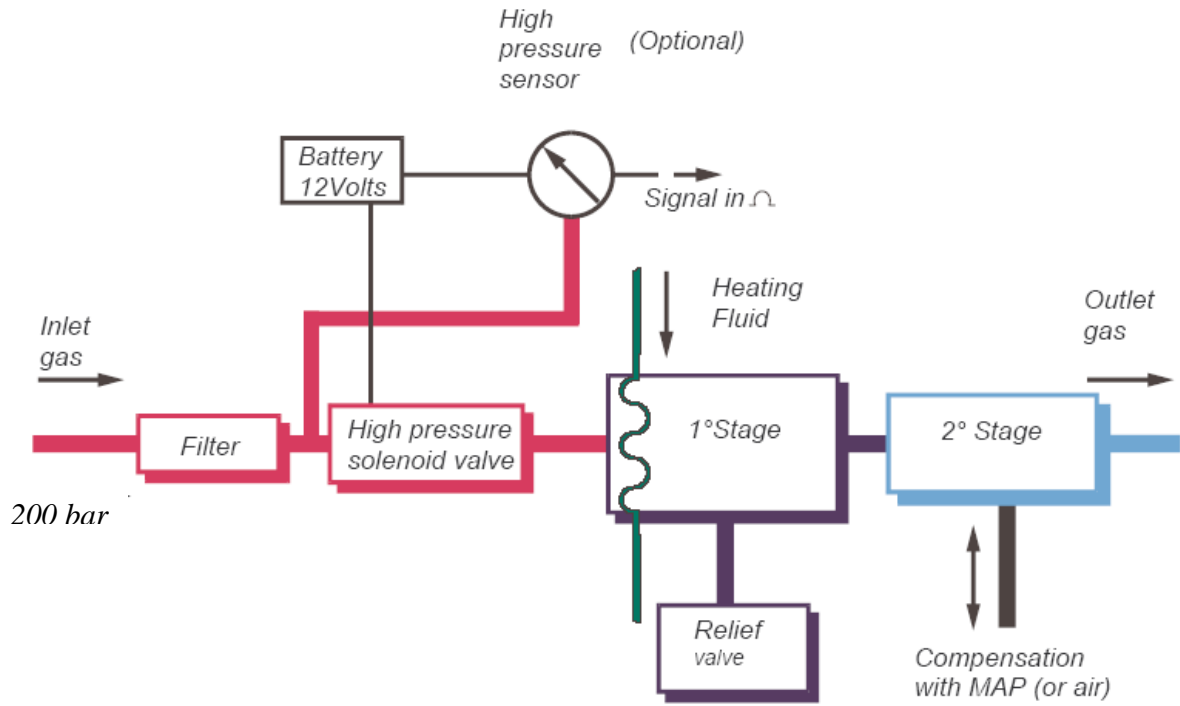 High
pressure
sensor
(Optional)
Battery
12Volts
Signal in Ω
Heating
Fluid
Outlet
gas
Inlet
gas
Filter
High pressure
solenoid valve
1°Stage
2° Stage
200 bar
Relief
valve
Compensation
with MAP (or air)